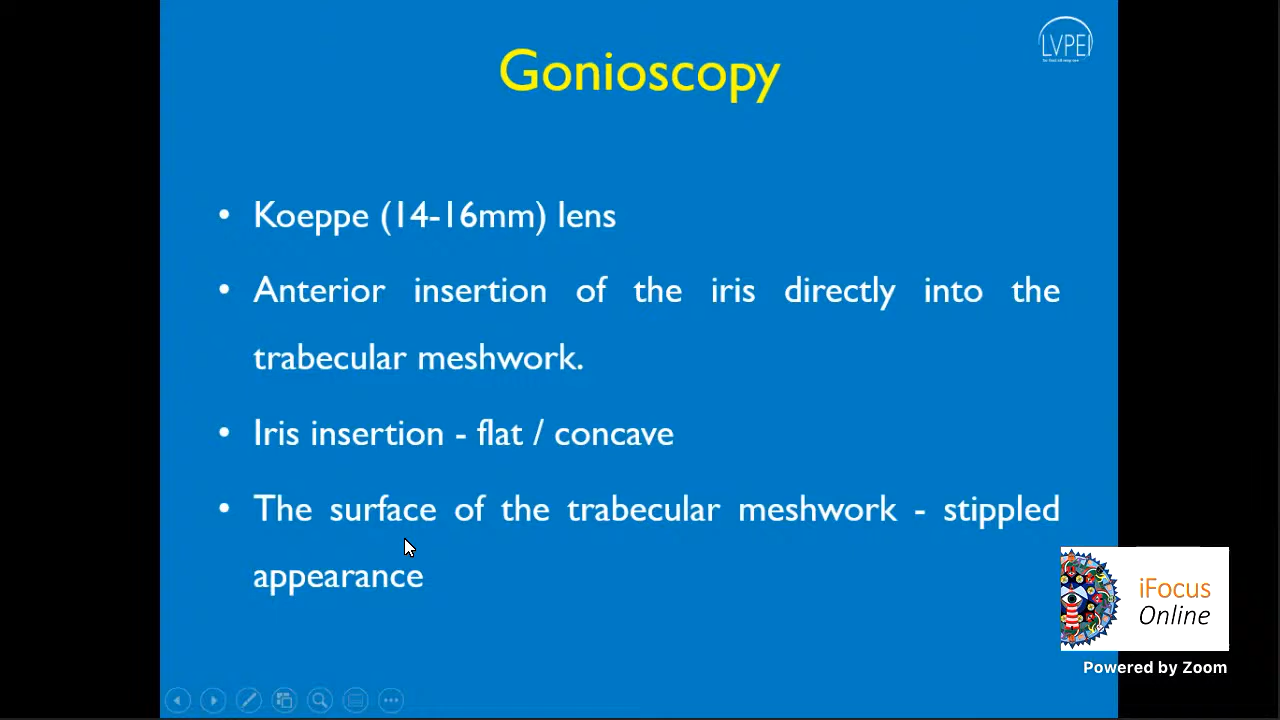 LVPEI
Gonioscopy
• Koeppe (14-16mm) lens
• Anterior insertion of the iris directly into the
trabecular meshwork.
• Iris insertion - flat / concave
• The surface of the trabecular meshwork - stippled
appearance
iFocus
Online
Powered by Zoom